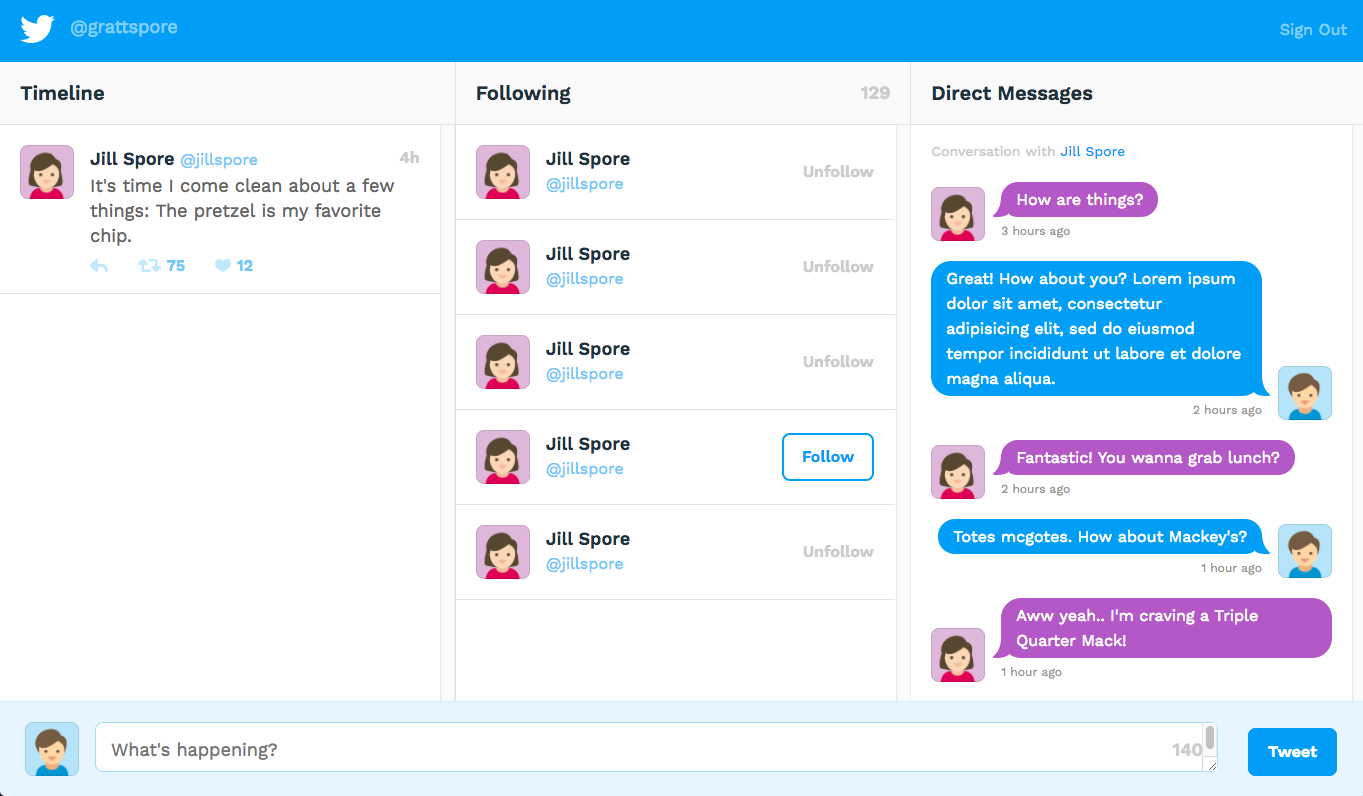 @grattspore
Sign Out
Timeline
Jill Spore @jillspore 4h
It's time I come clean about a few
things: The pretzel is my favorite
chip.
75 12
Following 129
Jill Spore
@jillspore
Unfollow
Jill Spore
@jillspore
Unfollow
Jill Spore
@jillspore
Unfollow
Jill Spore
@jillspore
Follow
Jill Spore
@jillspore
Unfollow
Direct Messages
Conversation with Jill Spore
How are things?
3 hours ago
Great! How about you? Lorem ipsum
dolor sit amet, consectetur
adipisicing elit, sed do eiusmod
tempor incididunt ut labore et dolore
magna aliqua.
2 hours ago
Fantastic! You wanna grab lunch?
2 hours ago
Totes mcgotes. How about Mackey's?
1 hour ago
Aww yeah.. I'm craving a Triple
Quarter Mack!
1 hour ago
What's happening?
140
Tweet